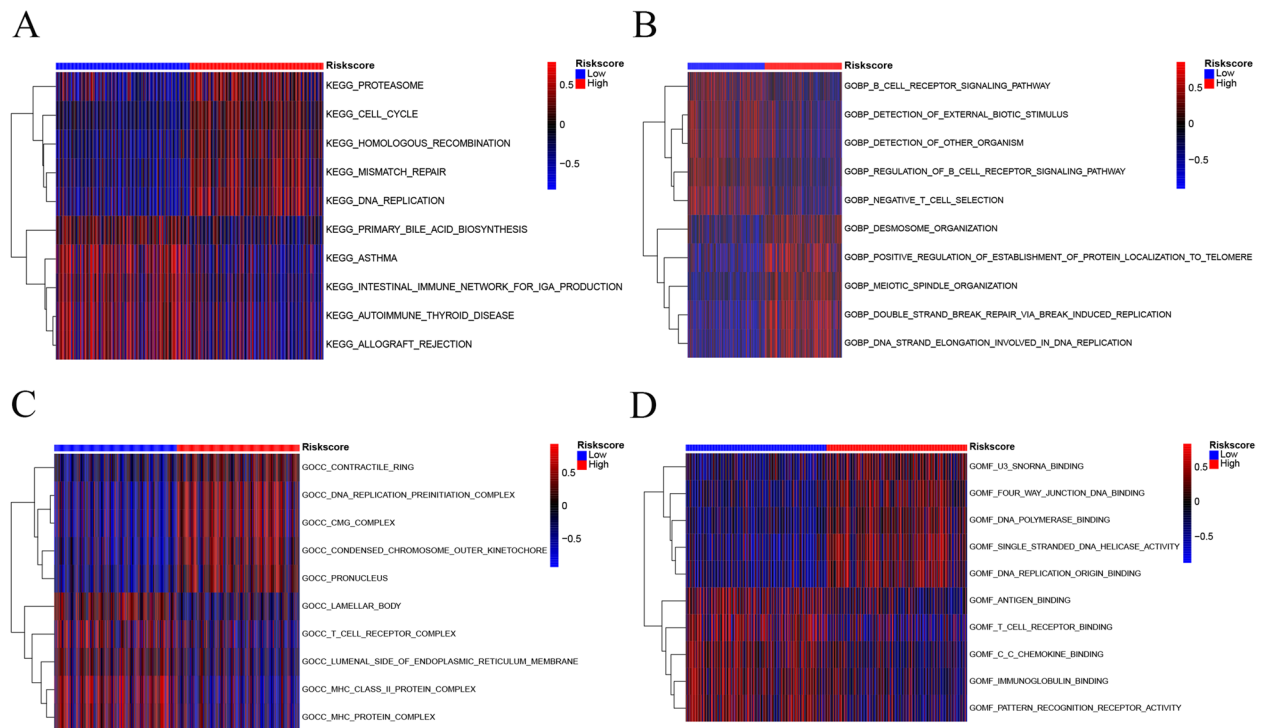 A
Riskscore
KEGG_PROTEASOME
KEGG_CELL_CYCLE
KEGG_HOMOLOGOUS_RECOMBINATION
KEGG_MISMATCH_REPAIR
KEGG_DNA_REPLICATION
KEGG_PRIMARY_BILE_ACID_BIOSYNTHESIS
KEGG_ASTHMA
KEGG_INTESTINAL_IMMUNE_NETWORK_FOR_IGA_PRODUCTION
KEGG_AUTOIMMUNE_THYROID_DISEASE
KEGG_ALLOGRAFT_REJECTION
0.5
0
−0.5
Riskscore
Low
High
B
Riskscore
GOBP_B_CELL_RECEPTOR_SIGNALING_PATHWAY
GOBP_DETECTION_OF_EXTERNAL_BIOTIC_STIMULUS
GOBP_DETECTION_OF_OTHER_ORGANISM
GOBP_REGULATION_OF_B_CELL_RECEPTOR_SIGNALING_PATHWAY
GOBP_NEGATIVE_T_CELL_SELECTION
GOBP_DESMOSOME_ORGANIZATION
GOBP_POSITIVE_REGULATION_OF_ESTABLISHMENT_OF_PROTEIN_LOCALIZATION_TO_TELOMERE
GOBP_MEIOTIC_SPINDLE_ORGANIZATION
GOBP_DOUBLE_STRAND_BREAK_REPAIR_VIA_BREAK_INDUCED_REPLICATION
GOBP_DNA_STRAND_ELONGATION_INVOLVED_IN_DNA_REPLICATION
0.5
0
−0.5
Riskscore
Low
High
C
Riskscore
GOCC_CONTRACTILE_RING
GOCC_DNA_REPLICATION_PREINITIATION_COMPLEX
GOCC_CMG_COMPLEX
GOCC_CONDENSED_CHROMOSOME_OUTER_KINETOCHORE
GOCC_PRONUCLEUS
GOCC_LAMELLAR_BODY
GOCC_T_CELL_RECEPTOR_COMPLEX
GOCC_LUMENAL_SIDE_OF_ENDOPLASMIC_RETICULUM_MEMBRANE
GOCC_MHC_CLASS_II_PROTEIN_COMPLEX
GOCC_MHC_PROTEIN_COMPLEX
0.5
0
−0.5
Riskscore
Low
High
D
Riskscore
GOMF_U3_SNORNA_BINDING
GOMF_FOUR_WAY_JUNCTION_DNA_BINDING
GOMF_DNA_POLYMERASE_BINDING
GOMF_SINGLE_STRANDED_DNA_HELICASE_ACTIVITY
GOMF_DNA_REPLICATION_ORIGIN_BINDING
GOMF_ANTIGEN_BINDING
GOMF_T_CELL_RECEPTOR_BINDING
GOMF_C_C_CHEMOKINE_BINDING
GOMF_IMMUNOGLOBULIN_BINDING
GOMF_PATTERN_RECOGNITION_RECEPTOR_ACTIVITY
0.5
0
−0.5
Riskscore
Low
High